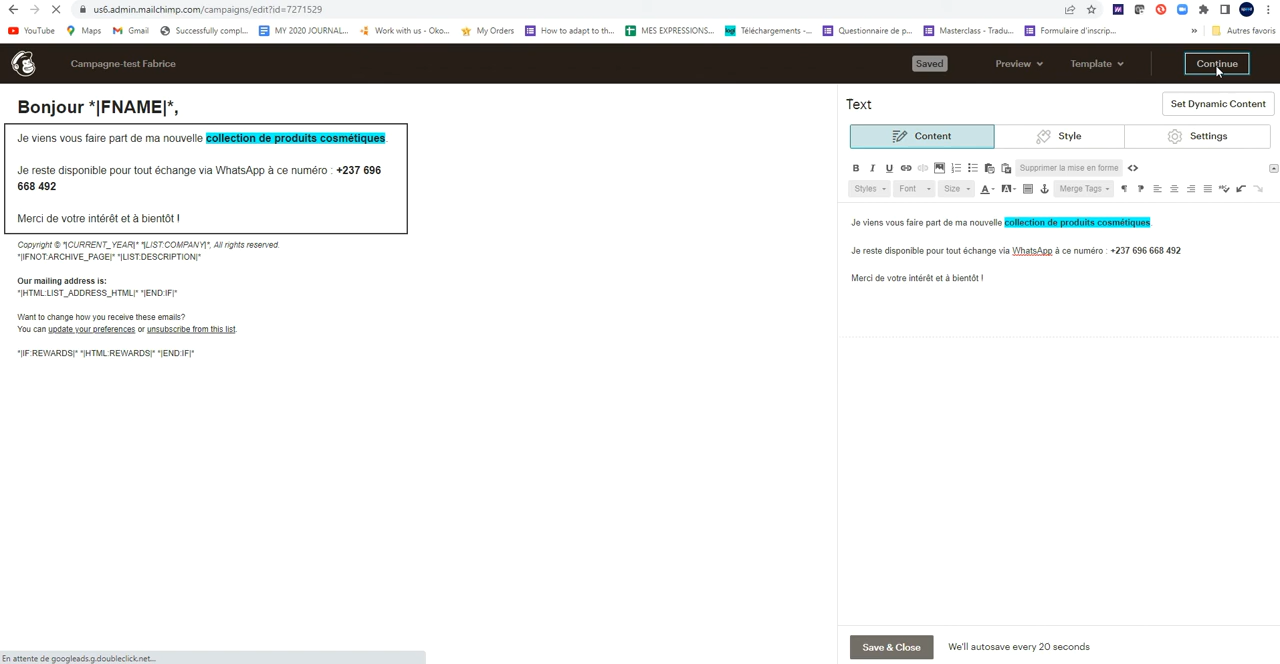 us6.admin.mailchimp.com/campaigns/edit?id=7271529
YouTube
Maps
Gmail
Successfully compl...
MY 2020 JOURNAL...
Work with us - Oko...
My Orders
How to adapt to th...
MES EXPRESSIONS...
Téléchargements -...
Questionnaire de p...
Masterclass - Tradu...
Formulaire d'inscrip...
»
Autres favoris
Campagne-test Fabrice
Saved
Preview
Template
Continue
Bonjour *|FNAME|*,
Je viens vous faire part de ma nouvelle collection de produits cosmétiques.
Je reste disponible pour tout échange via WhatsApp à ce numéro : +237 696
668 492
Merci de votre intérêt et à bientôt !
Copyright © *|CURRENT_YEAR|* *|LIST:COMPANY|*, All rights reserved.
*|IFNOT:ARCHIVE_PAGE|* *|LIST:DESCRIPTION|*
Our mailing address is:
*|HTML:LIST_ADDRESS_HTML|* *|END:IF|*
Want to change how you receive these emails?
You can update your preferences or unsubscribe from this list.
*|IF:REWARDS|* *|HTML:REWARDS|* *|END:IF|*
Text
Set Dynamic Content
Content
Style
Settings
B I U
Supprimer la mise en forme
Styles
Font
Size
A
A
Merge Tags
Je viens vous faire part de ma nouvelle collection de produits cosmétiques.
Je reste disponible pour tout échange via WhatsApp à ce numéro : +237 696 668 492
Merci de votre intérêt et à bientôt !
Save & Close
We'll autosave every 20 seconds
En attente de googleads.g.doubleclick.net...